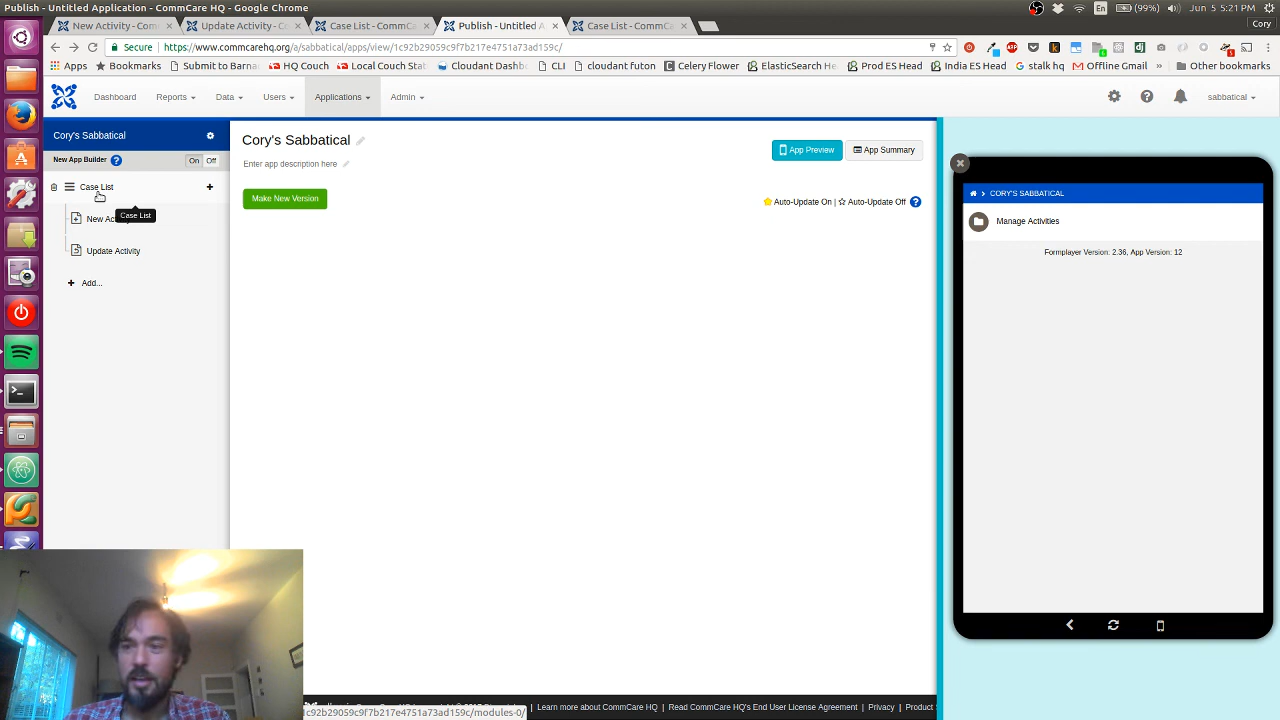 Publish - Untitled Application - CommCare HQ - Google Chrome
En (99%) Jun 5 5:21PM
New Activity - Com
Update Activity - C
Case List - CommCa
Publish - Untitled A
Case List - CommCa
Cory
Secure https://www.commcarehq.org/a/sabbatical/apps/view/1c92b29059c9f7b217e4751a73ad159c/
Apps Bookmarks Submit to Barna HQ Couch Local Couch Stat Cloudant Dashb CLI cloudant futon Celery Flower ElasticSearch He Prod ES Head India ES Head stalk hq Offline Gmail » Other bookmarks
Dashboard Reports Data Users Applications Admin sabbatical
Cory's Sabbatical
New App Builder On Off
Case List
Case List
Update Activity
Add...
Cory's Sabbatical
Enter app description here
App Preview App Summary
Make New Version
Auto-Update On | Auto-Update Off
CORY'S SABBATICAL
Manage Activities
Formplayer Version: 2.36, App Version: 12
1c92b29059c9f7b217e4751a73ad159c/modules-0/
Learn more about CommCare HQ | Read CommCare HQ's End User License Agreement | Privacy | Product